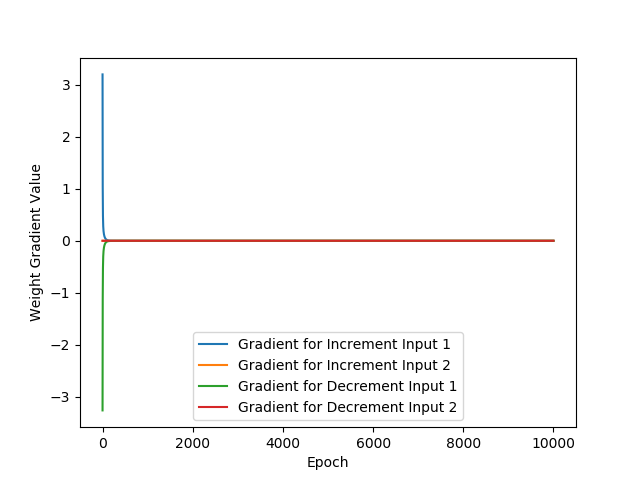 3
2
1
0
−1
−2
−3
Weight Gradient Value
Gradient for Increment Input 1
Gradient for Increment Input 2
Gradient for Decrement Input 1
Gradient for Decrement Input 2
0 2000 4000 6000 8000 10000
Epoch